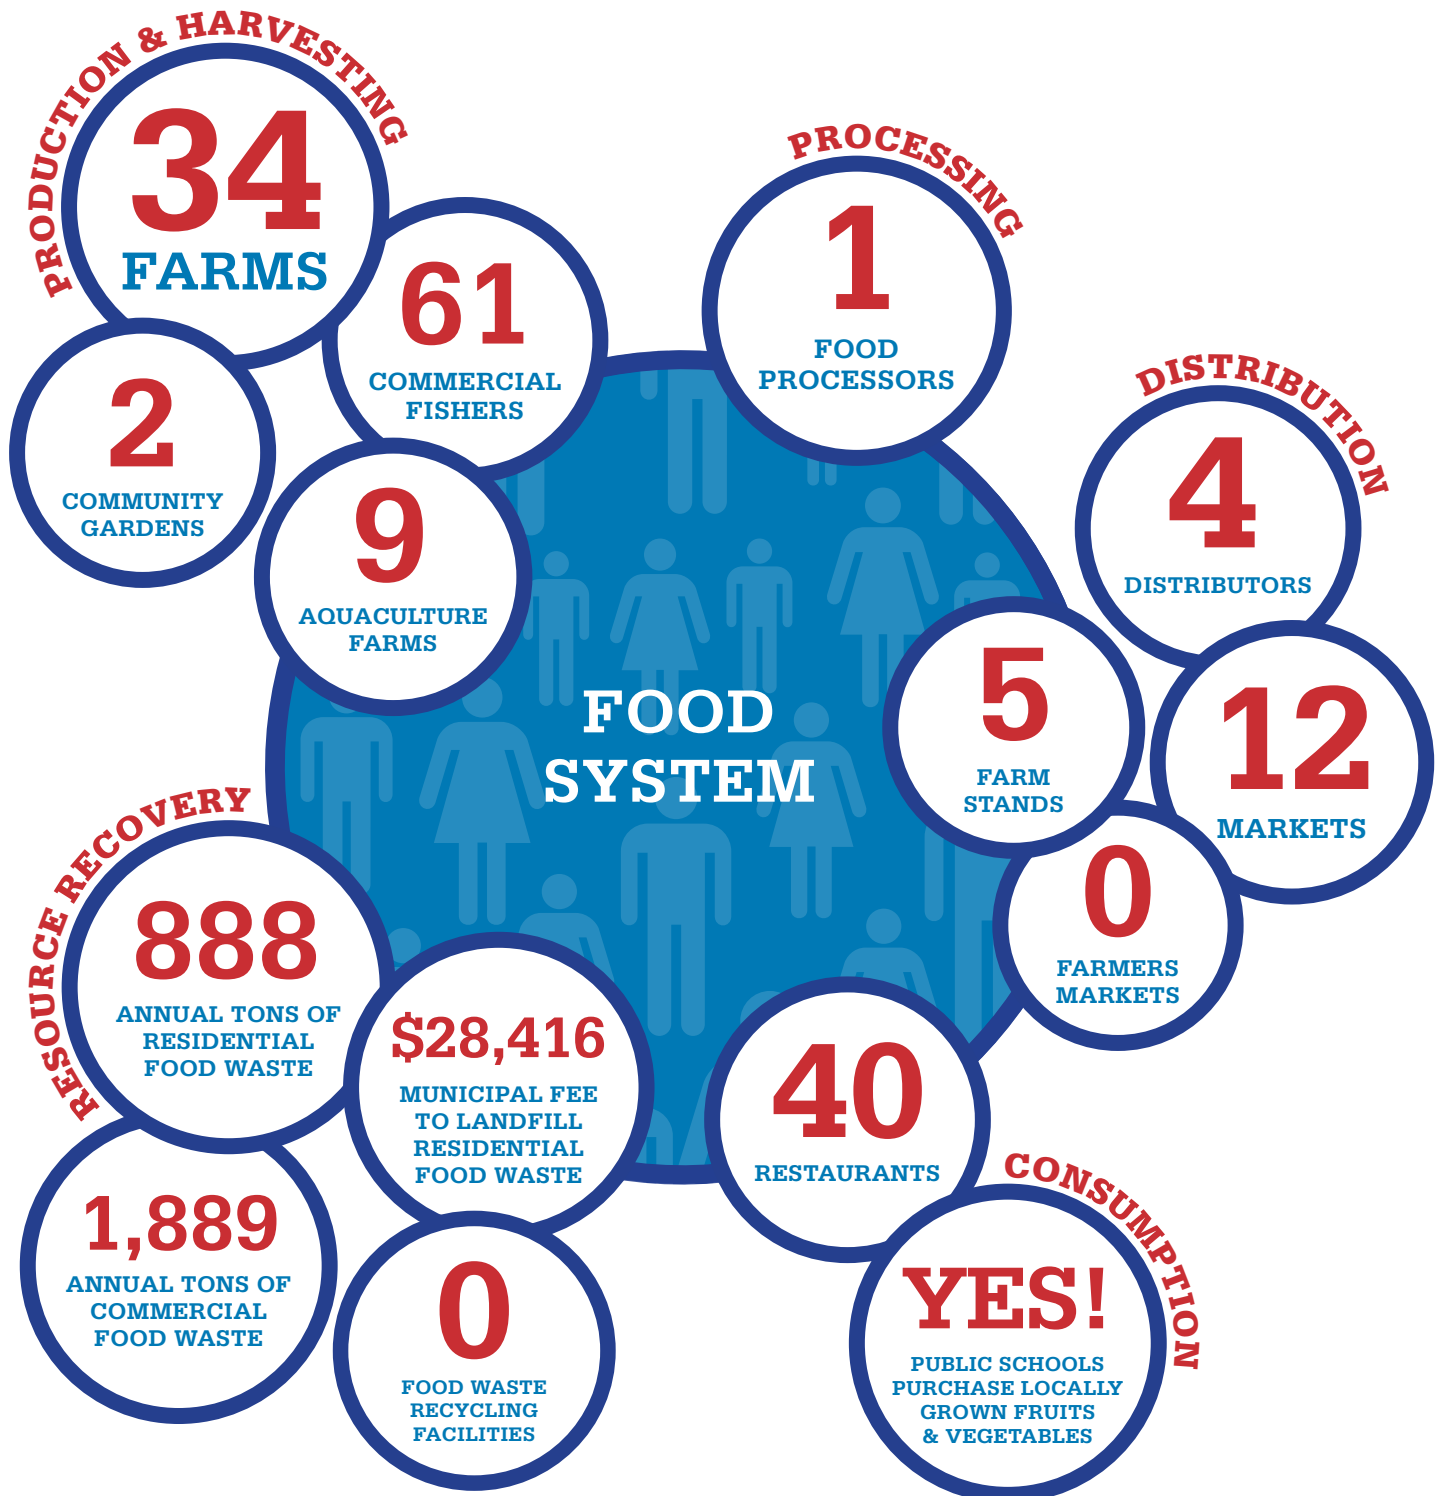 PRODUCTION & HARVESTING
34
FARMS
61
COMMERCIAL
FISHERS
2
COMMUNITY
GARDENS
9
AQUACULTURE
FARMS
PROCESSING
1
FOOD
PROCESSORS
DISTRIBUTION
4
DISTRIBUTORS
5
FARM
STANDS
12
MARKETS
0
FARMERS
MARKETS
FOOD
SYSTEM
RESOURCE RECOVERY
888
ANNUAL TONS OF
RESIDENTIAL
FOOD WASTE
$28,416
MUNICIPAL FEE
TO LANDFILL
RESIDENTIAL
FOOD WASTE
1,889
ANNUAL TONS OF
COMMERCIAL
FOOD WASTE
0
FOOD WASTE
RECYCLING
FACILITIES
40
RESTAURANTS
CONSUMPTION
YES!
PUBLIC SCHOOLS
PURCHASE LOCALLY
GROWN FRUITS
& VEGETABLES